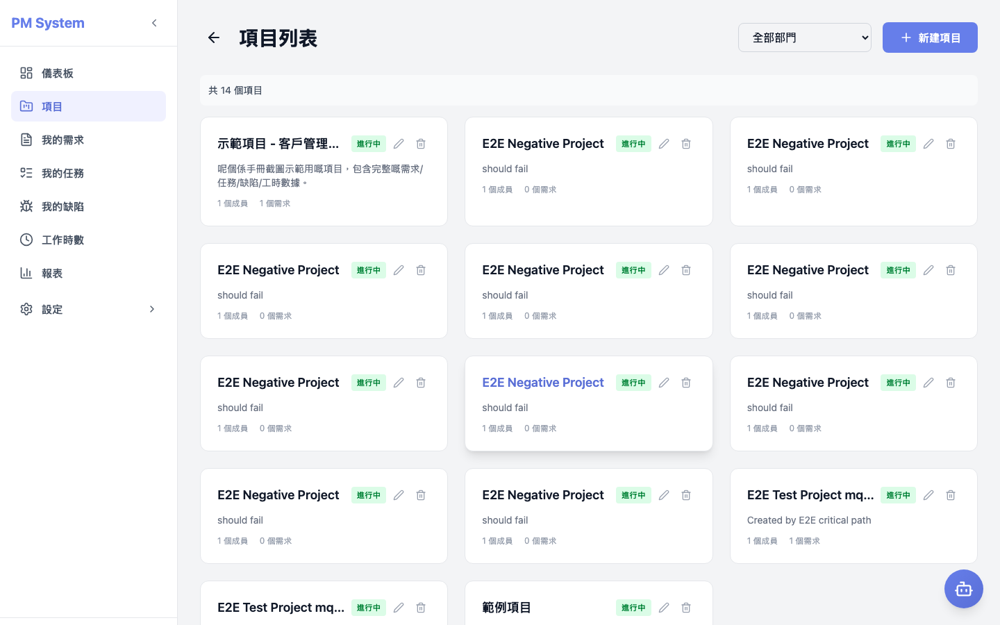 PM System
儀表板
項目
我的需求
我的任務
我的缺陷
工作時數
報表
設定
項目列表
全部部門
新建項目
共 14 個項目
示範項目 - 客戶管理...
進行中
呢個係手冊截圖示範用嘅項目，包含完整嘅需求/
任務/缺陷/工時數據。
1 個成員 1 個需求
E2E Negative Project
進行中
should fail
1 個成員 0 個需求
E2E Negative Project
進行中
should fail
1 個成員 0 個需求
E2E Negative Project
進行中
should fail
1 個成員 0 個需求
E2E Negative Project
進行中
should fail
1 個成員 0 個需求
E2E Negative Project
進行中
should fail
1 個成員 0 個需求
E2E Negative Project
進行中
should fail
1 個成員 0 個需求
E2E Negative Project
進行中
should fail
1 個成員 0 個需求
E2E Negative Project
進行中
should fail
1 個成員 0 個需求
E2E Negative Project
進行中
should fail
1 個成員 0 個需求
E2E Negative Project
進行中
should fail
1 個成員 0 個需求
E2E Test Project mq...
進行中
Created by E2E critical path
1 個成員 1 個需求
E2E Test Project mq...
進行中
範例項目
進行中